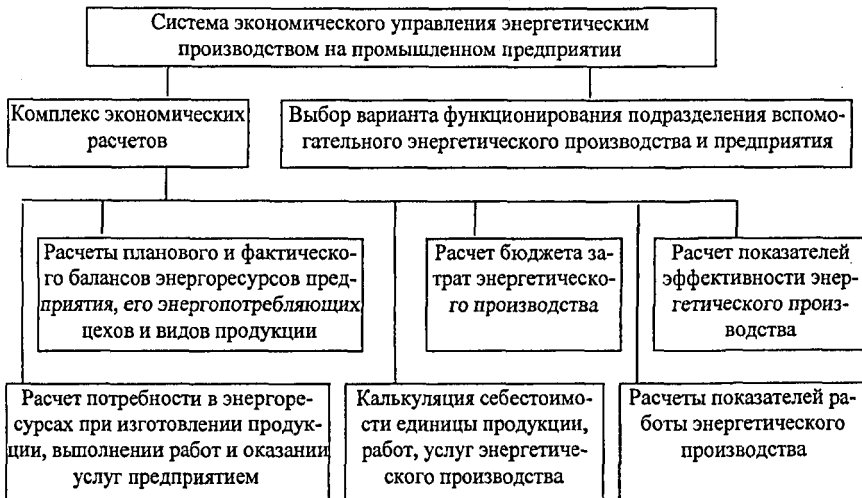 Система экономического управления энергетическим
производством на промышленном предприятии
Комплекс экономических
расчетов
Выбор варианта функционирования подразделения вспомо-
гательного энергетического производства и предприятия
Расчеты планового и фактическо-
го балансов энергоресурсов пред-
приятия, его энергопотребляющих
цехов и видов продукции
Расчет бюджета за-
трат энергетическо-
го производства
Расчет показателей
эффективности энер-
гетического произ-
водства
Расчет потребности в энергоре-
сурсах при изготовлении продук-
ции, выполнении работ и оказании
услуг предприятием
Калькуляция себестоимо-
сти единицы продукции,
работ, услуг энергетиче-
ского производства
Расчеты показателей ра-
боты энергетического
производства